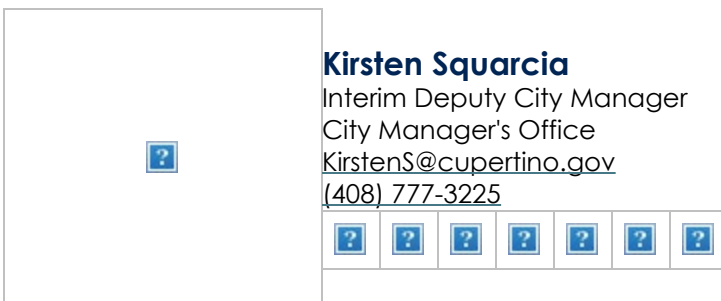 Kirsten Squarcia
Interim Deputy City Manager
City Manager's Office
KirstenS@cupertino.gov
(408) 777-3225